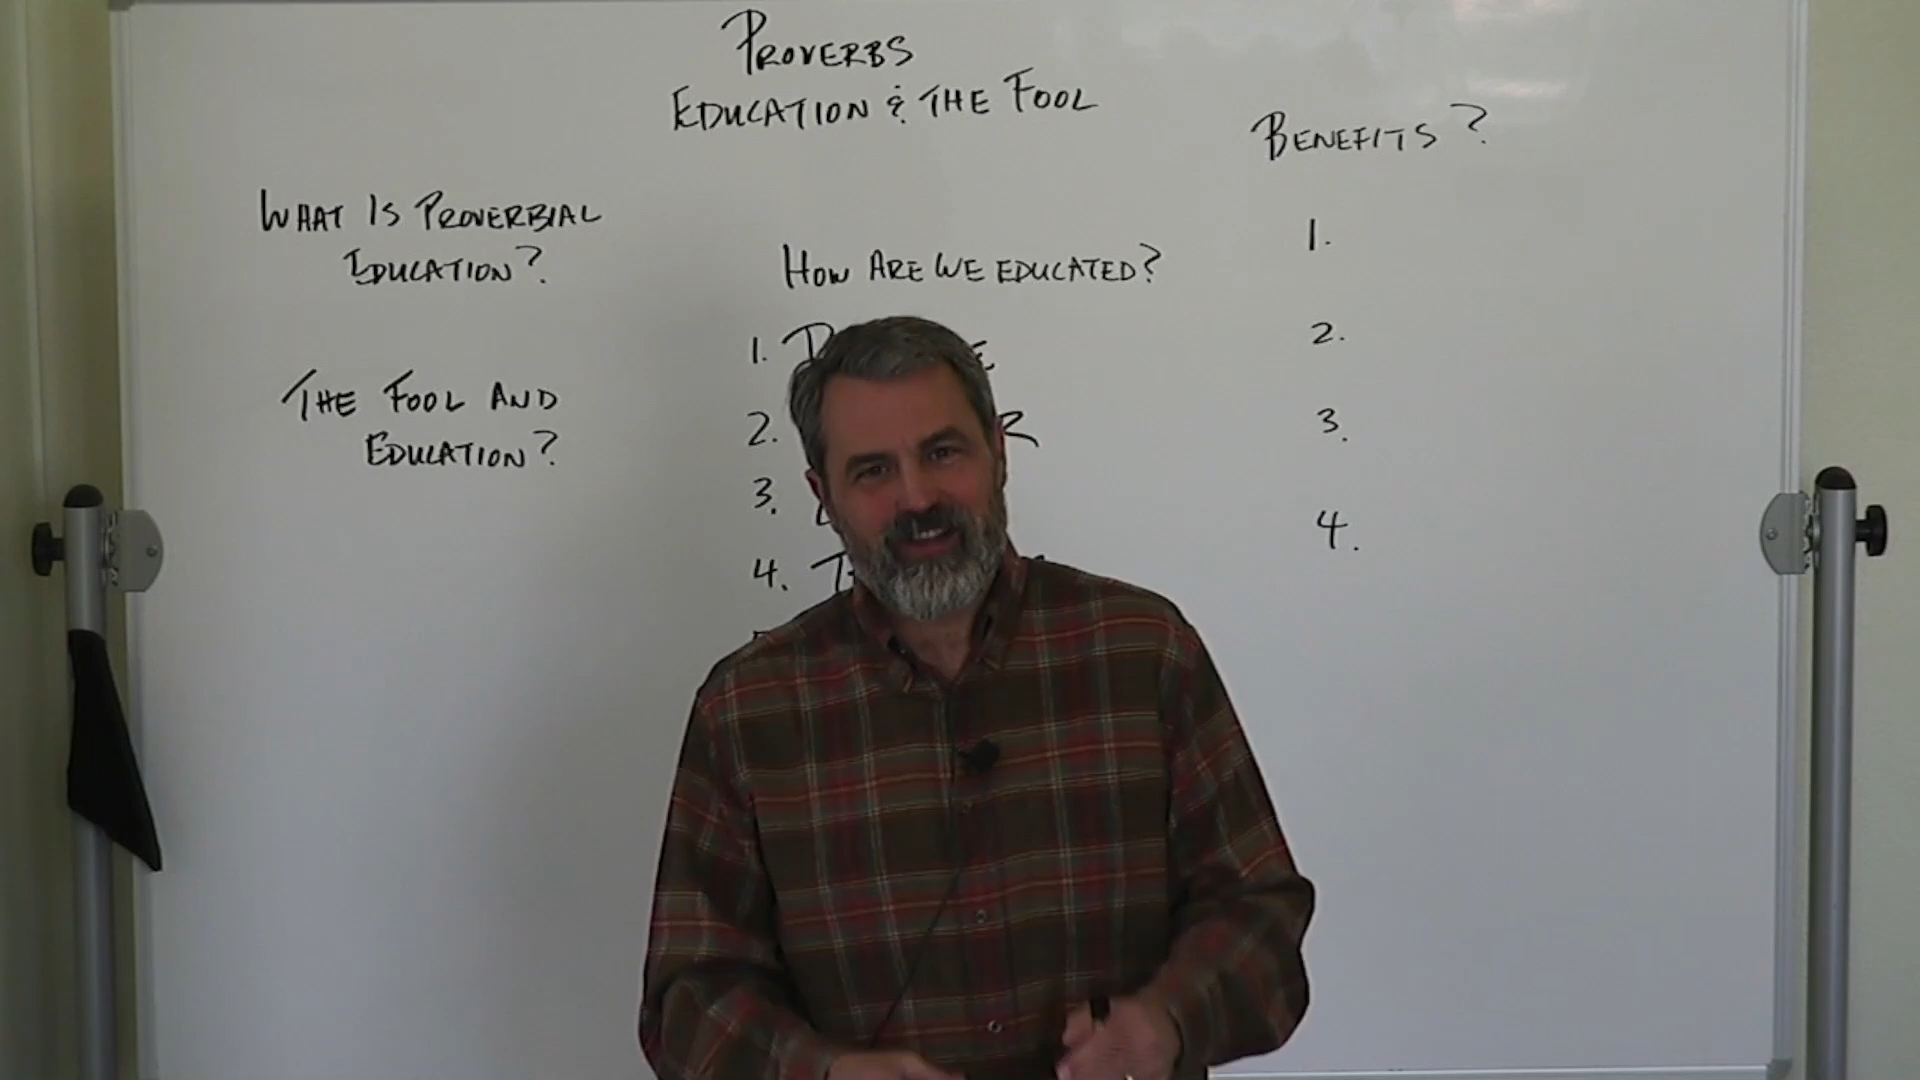 PROVERBS
EDUCATION & THE FOOL
WHAT IS PROVERBIAL
EDUCATION?
THE FOOL AND
EDUCATION?
HOW ARE WE EDUCATED?
1.
2.
3.
4.
BENEFITS?
1.
2.
3.
4.